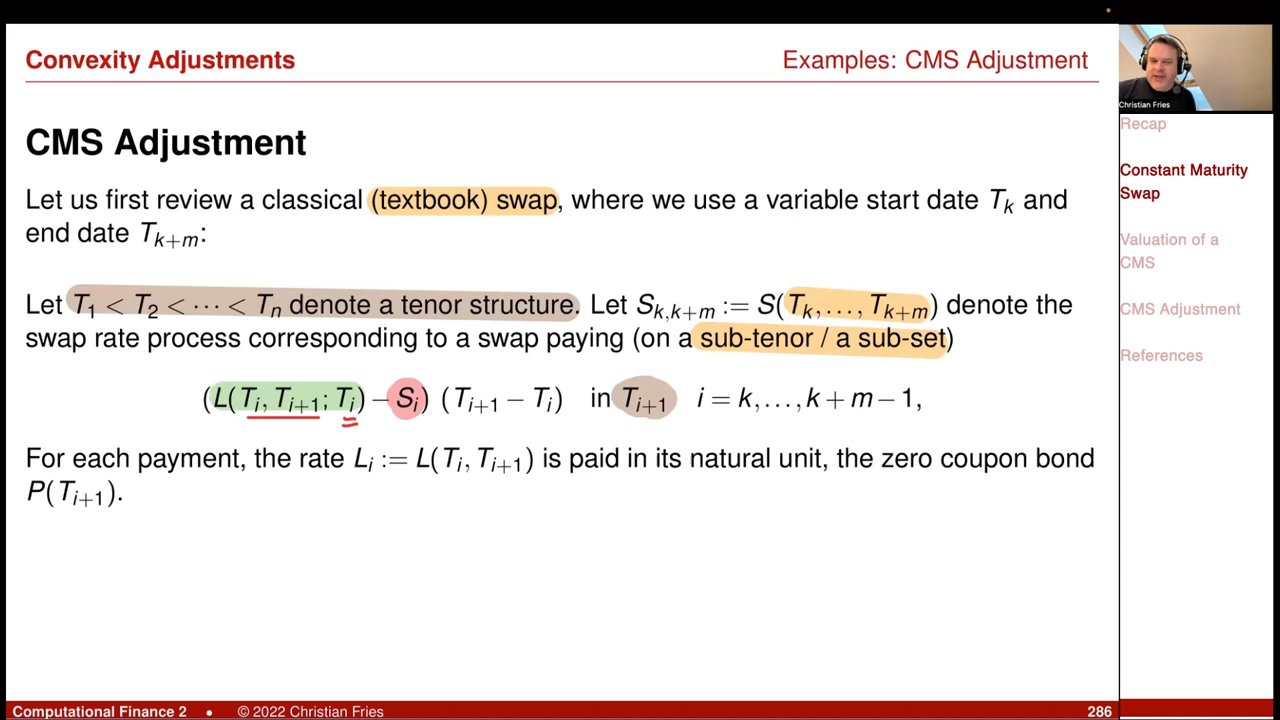 Convexity Adjustments
Examples: CMS Adjustment
Christian Fries
CMS Adjustment
Let us first review a classical (textbook) swap, where we use a variable start date T_k and
end date T_{k+m}:
Let T_1 < T_2 < ⋯ < T_n denote a tenor structure. Let S_{k,k+m} := S(T_k,…,T_{k+m}) denote the
swap rate process corresponding to a swap paying (on a sub-tenor / a sub-set)
(L(T_i, T_{i+1}; T_i) − S_i) (T_{i+1} − T_i) in T_{i+1} i = k,…,k+m−1,
For each payment, the rate L_i := L(T_i, T_{i+1}) is paid in its natural unit, the zero coupon bond
P(T_{i+1}).
Recap
Constant Maturity
Swap
Valuation of a
CMS
CMS Adjustment
References
Computational Finance 2 • © 2022 Christian Fries
286